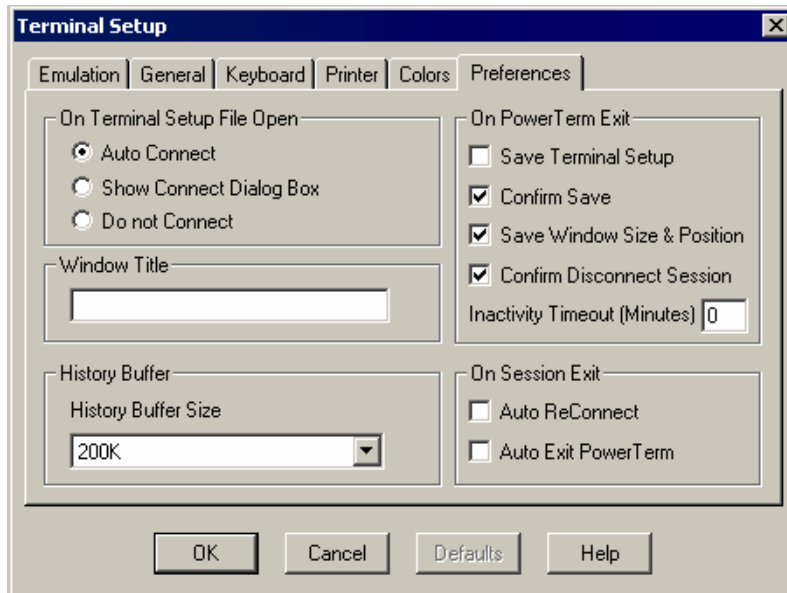 Terminal Setup
Emulation General Keyboard Printer Colors Preferences
On Terminal Setup File Open
Auto Connect
Show Connect Dialog Box
Do not Connect
Window Title
History Buffer
History Buffer Size
200K
On PowerTerm Exit
Save Terminal Setup
Confirm Save
Save Window Size & Position
Confirm Disconnect Session
Inactivity Timeout (Minutes) 0
On Session Exit
Auto ReConnect
Auto Exit PowerTerm
OK Cancel Defaults Help